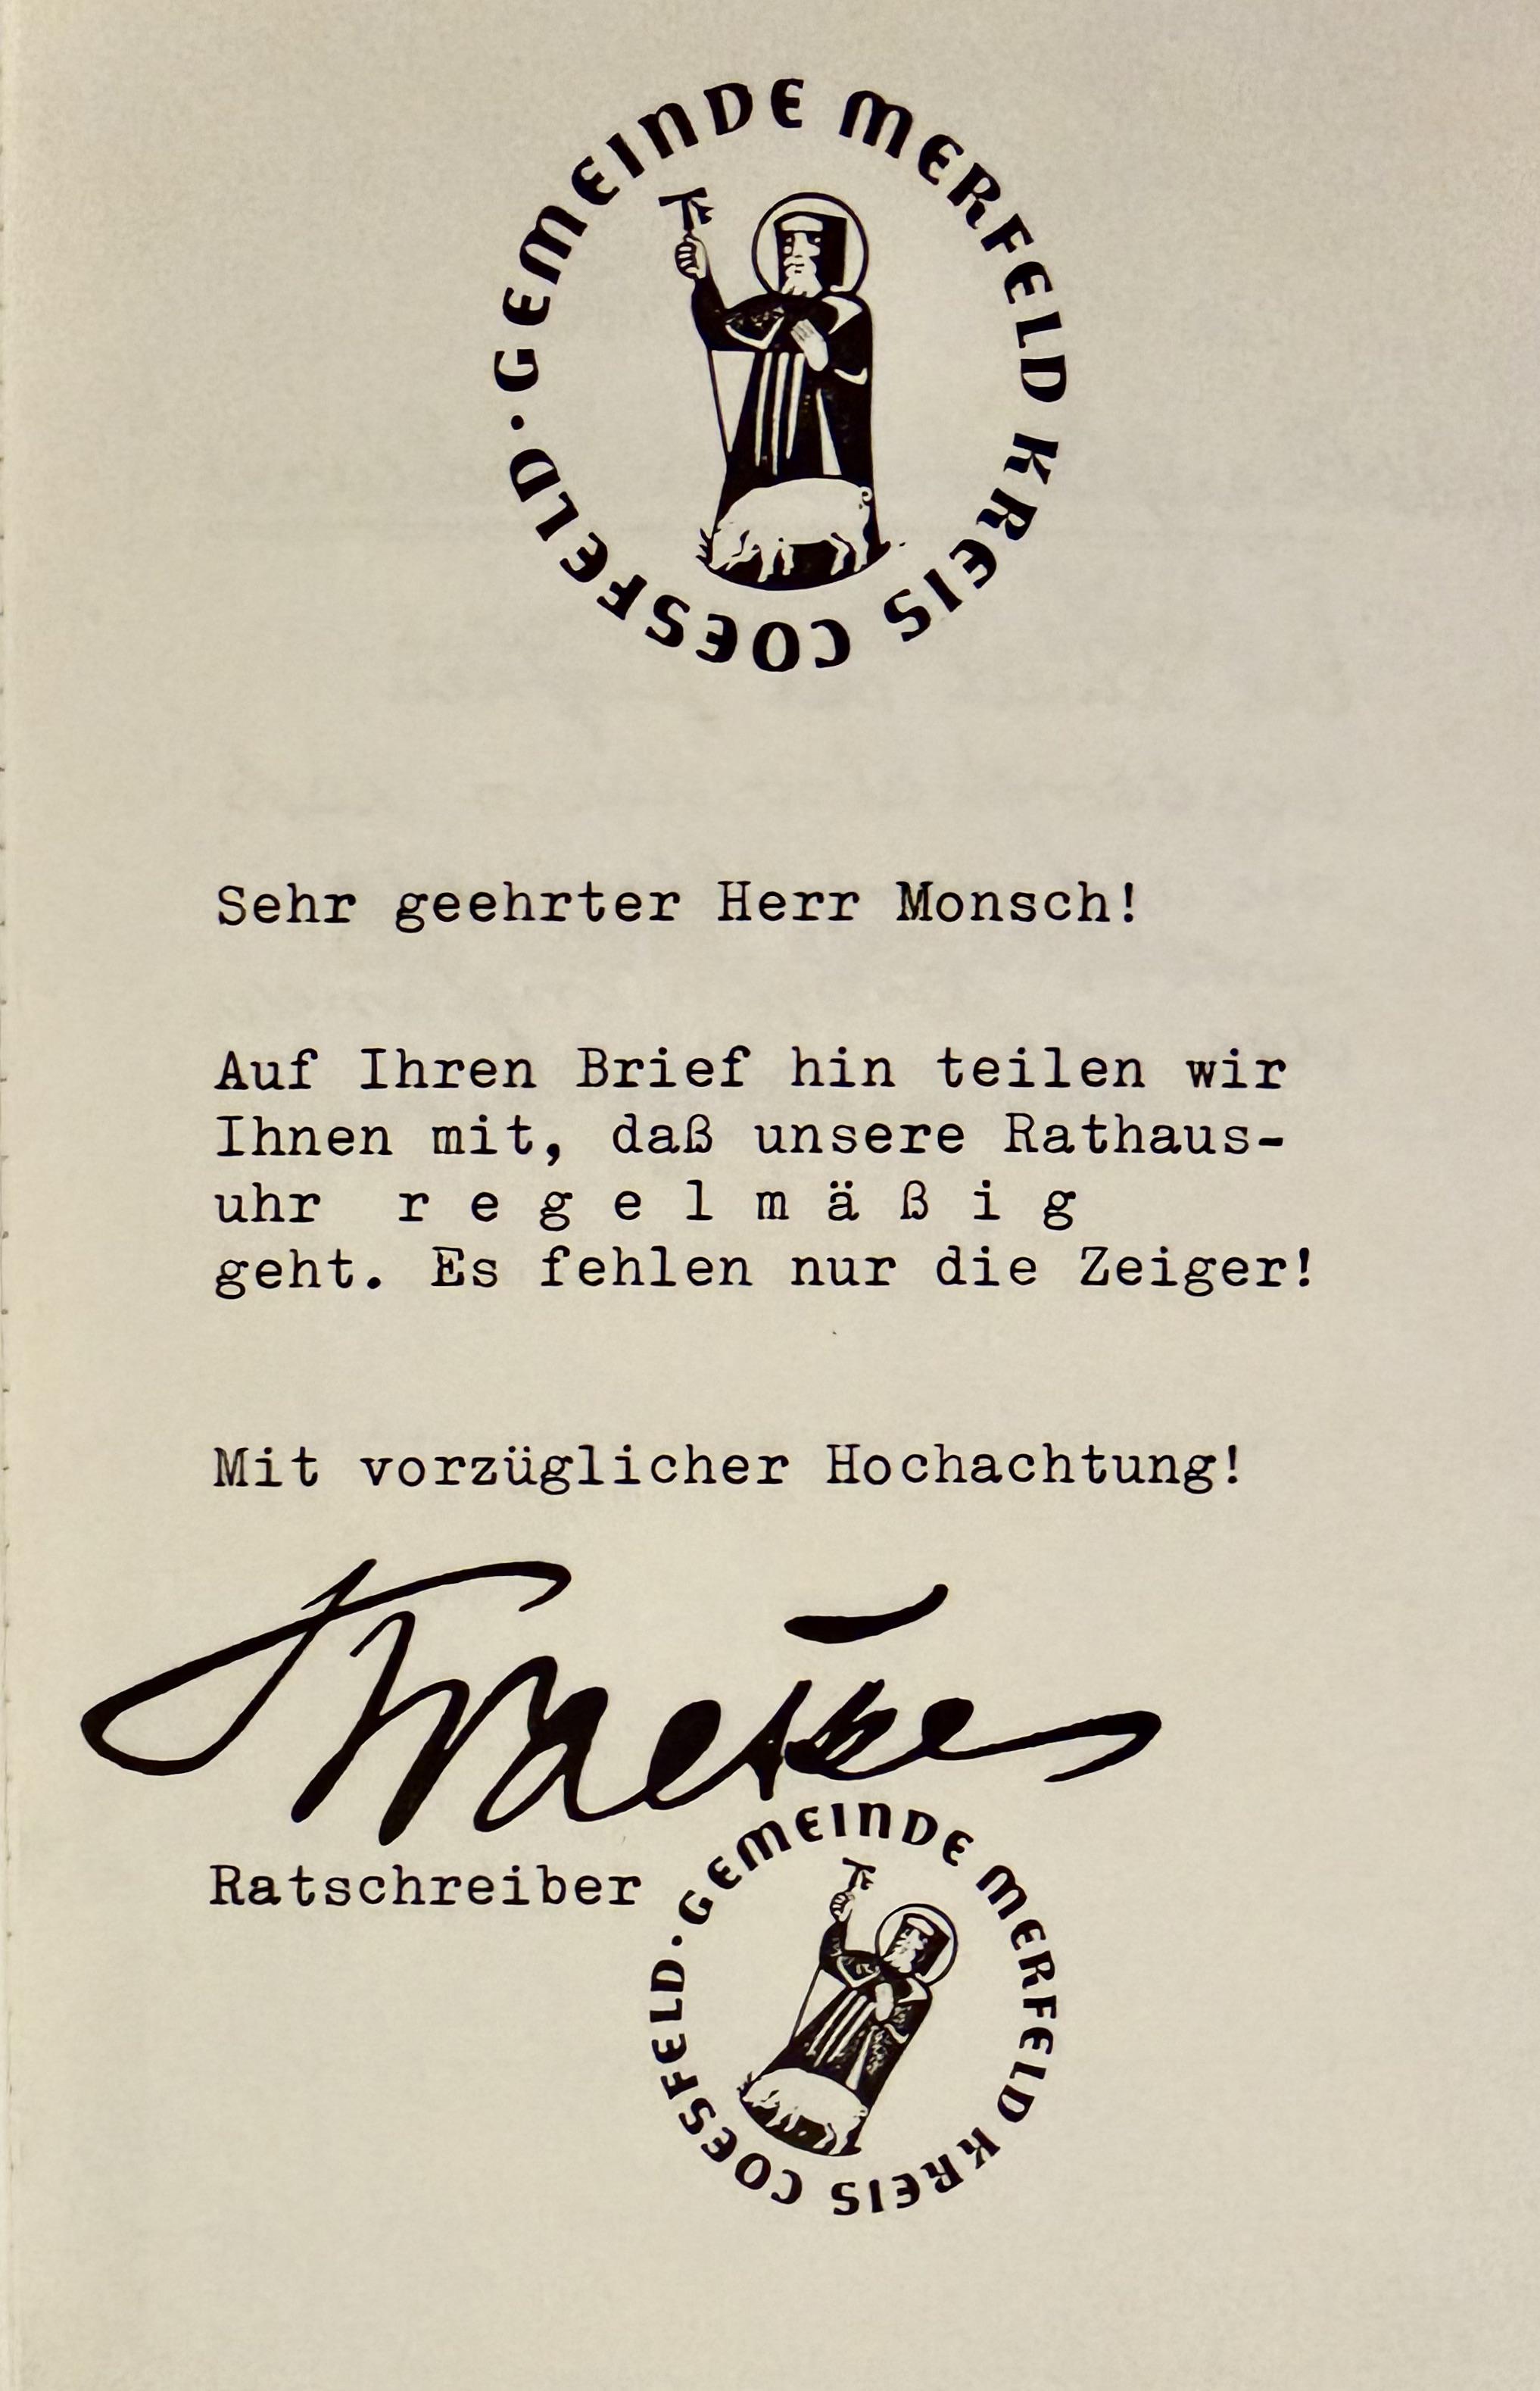 GEMEINDE MERFELD KREIS COESFELD ·
Sehr geehrter Herr Monsch!
Auf Ihren Brief hin teilen wir
Ihnen mit, daß unsere Rathaus-
uhr r e g e l m ä ß i g
geht. Es fehlen nur die Zeiger!
Mit vorzüglicher Hochachtung!
Ratschreiber
GEMEINDE MERFELD KREIS COESFELD ·